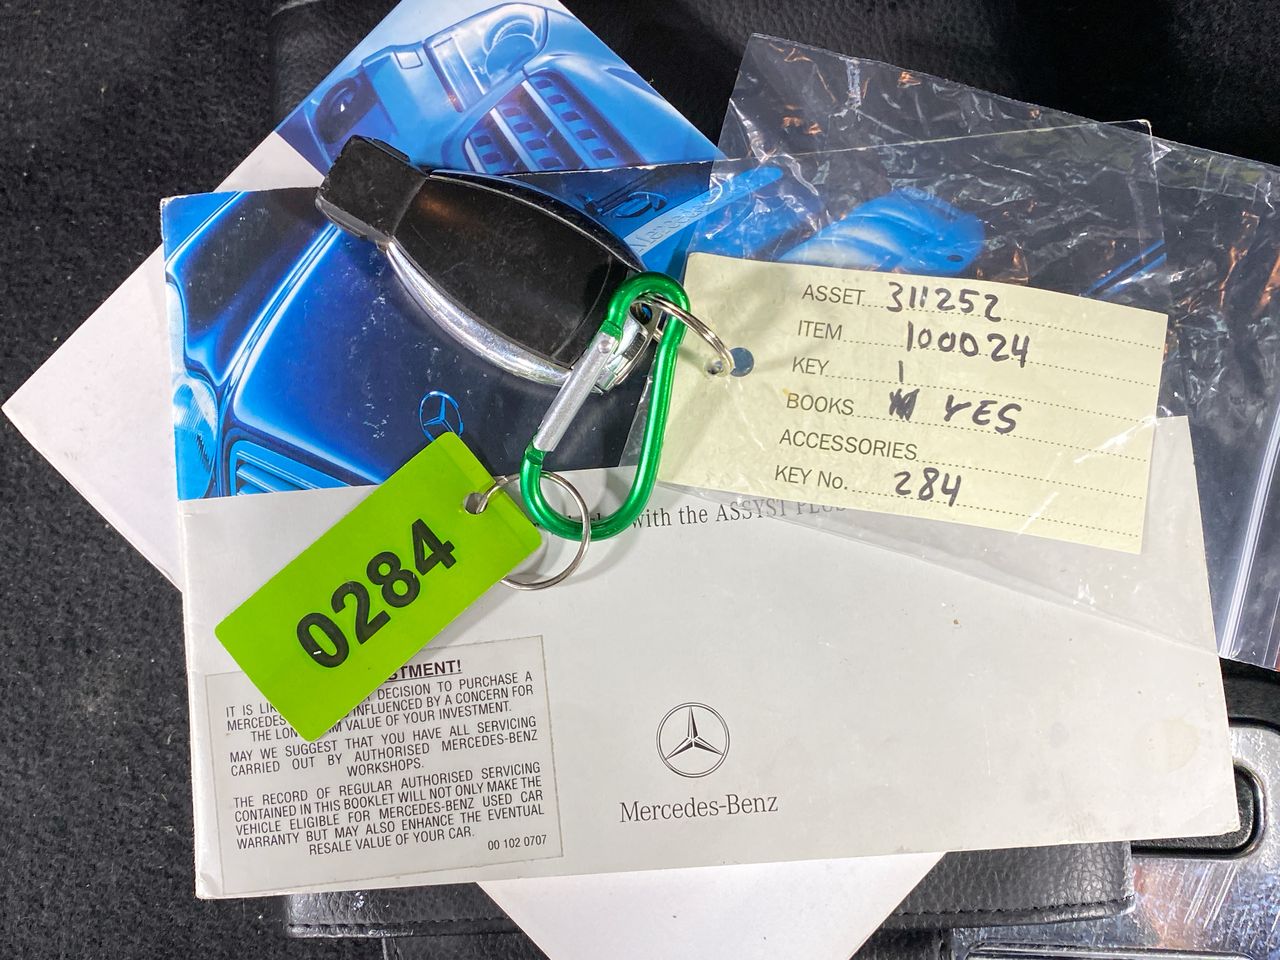 ASSET 311252
ITEM 100024
KEY 1
BOOKS YES
ACCESSORIES
KEY No. 284
with the ASSYST PLUS
0284
STMENT!
DECISION TO PURCHASE A
MERCEDES INFLUENCED BY A CONCERN FOR
THE VALUE OF YOUR INVESTMENT.
MAY WE SUGGEST THAT YOU HAVE ALL SERVICING
CARRIED OUT BY AUTHORISED MERCEDES-BENZ
WORKSHOPS.
THE RECORD OF REGULAR AUTHORISED SERVICING
CONTAINED IN THIS BOOKLET WILL NOT ONLY MAKE THE
VEHICLE ELIGIBLE FOR MERCEDES-BENZ USED CAR
WARRANTY BUT MAY ALSO ENHANCE THE EVENTUAL
RESALE VALUE OF YOUR CAR.
00 102 0707
Mercedes-Benz